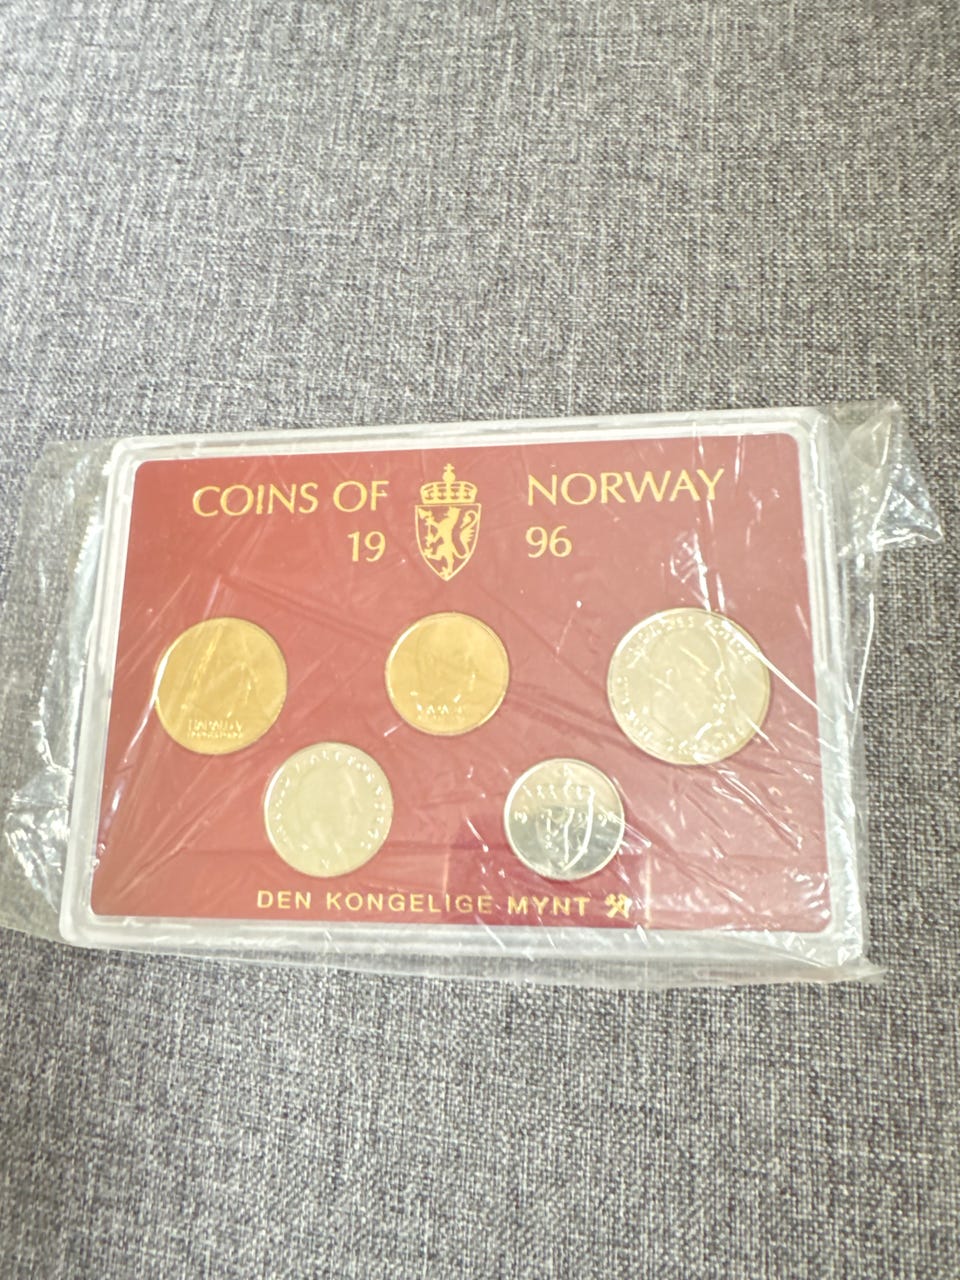 COINS OF NORWAY
19 96
DEN KONGELIGE MYNT